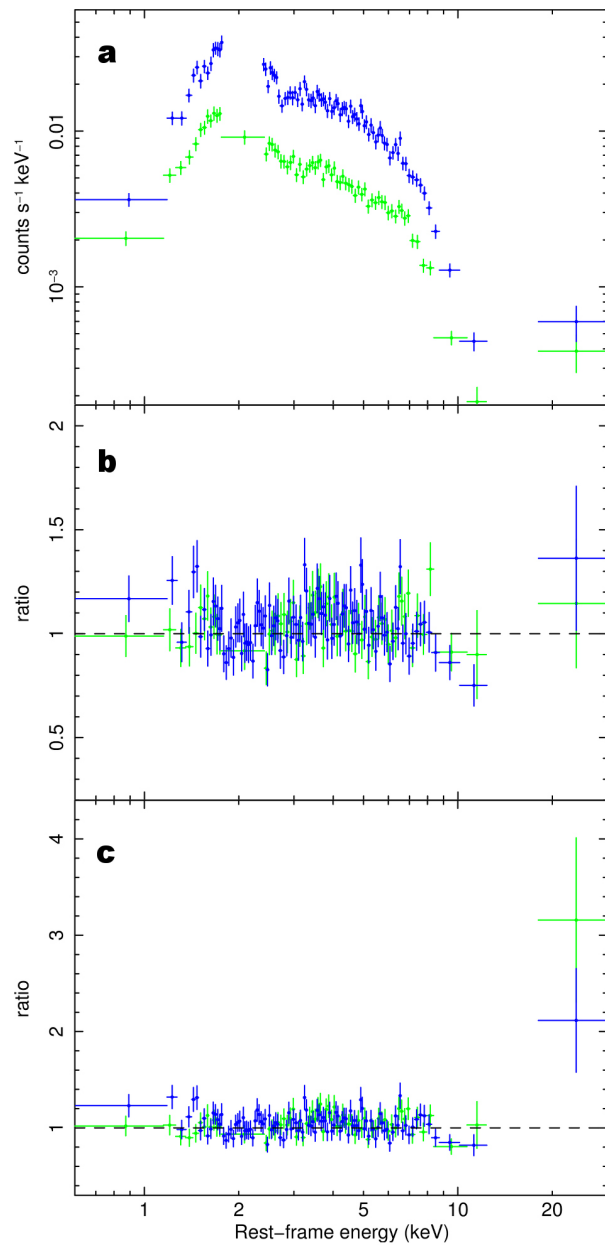 a
0.01
10⁻³
counts s⁻¹ keV⁻¹
b
2
1.5
1
0.5
ratio
c
4
3
2
1
ratio
1 2 5 10 20
Rest−frame energy (keV)